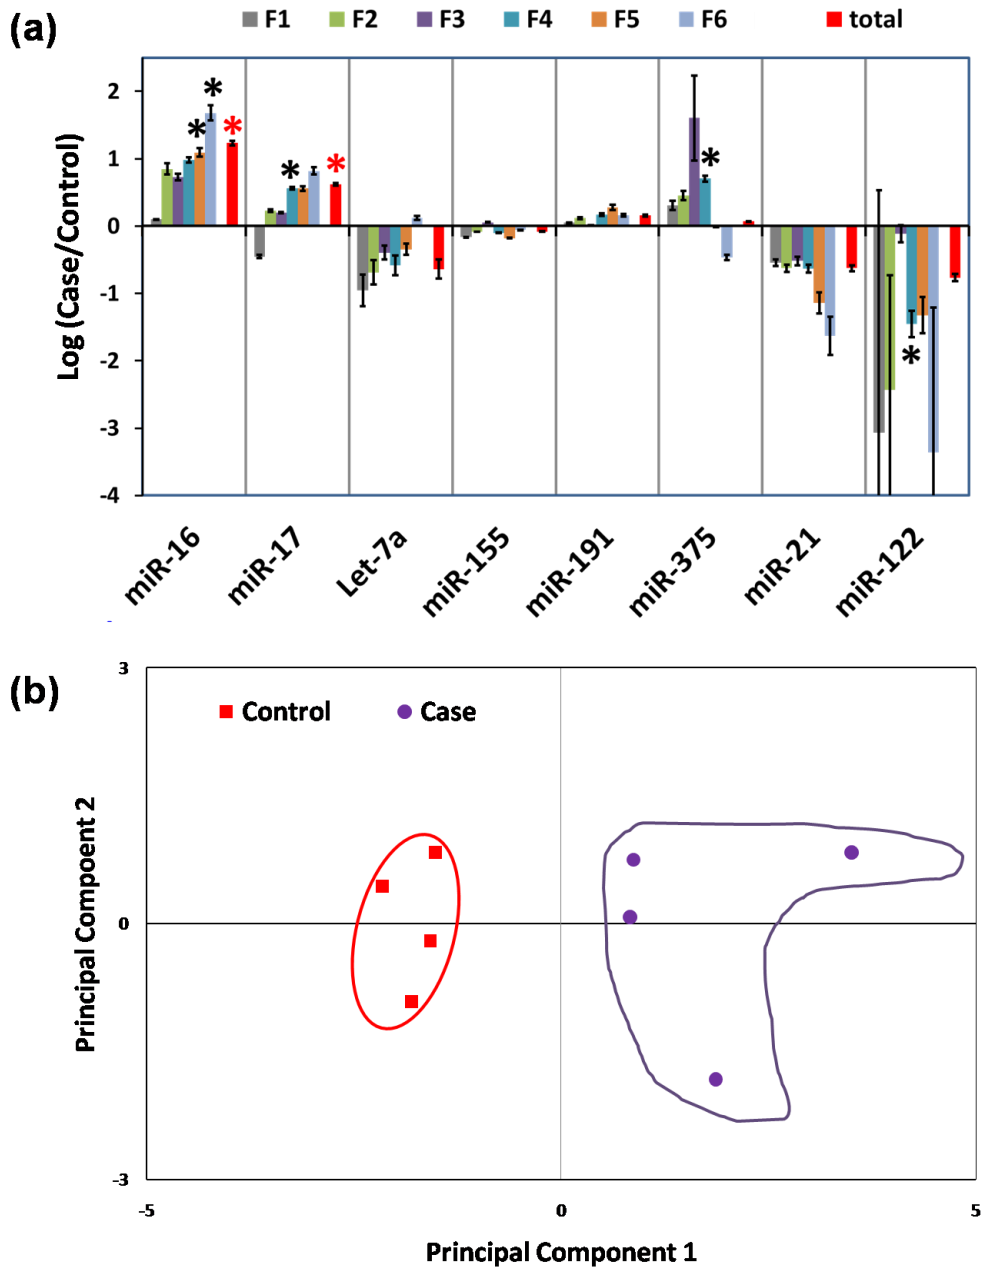 (a)
F1 F2 F3 F4 F5 F6 total
Log (Case/Control)
2
1
0
-1
-2
-3
-4
* * * * * * *
miR-16 miR-17 Let-7a miR-155 miR-191 miR-375 miR-21 miR-122
(b)
Control Case
Principal Compoent 2
3
0
-3
-5 0 5
Principal Component 1